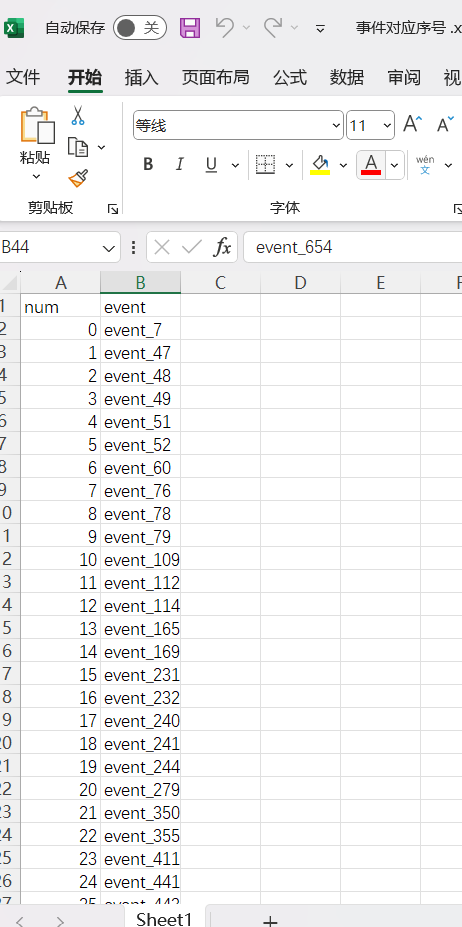 自动保存 关 事件对应序号 .x
文件 开始 插入 页面布局 公式 数据 审阅 视
粘贴
等线 11 A A
B I U A wén 文
剪贴板 字体
B44 fx event_654
A B C D E F
1 num event
2 0 event_7
3 1 event_47
4 2 event_48
5 3 event_49
6 4 event_51
7 5 event_52
8 6 event_60
9 7 event_76
0 8 event_78
1 9 event_79
2 10 event_109
3 11 event_112
4 12 event_114
5 13 event_165
6 14 event_169
7 15 event_231
8 16 event_232
9 17 event_240
20 18 event_241
21 19 event_244
22 20 event_279
23 21 event_350
24 22 event_355
25 23 event_411
26 24 event_441
27 25 event_442
Sheet1 +